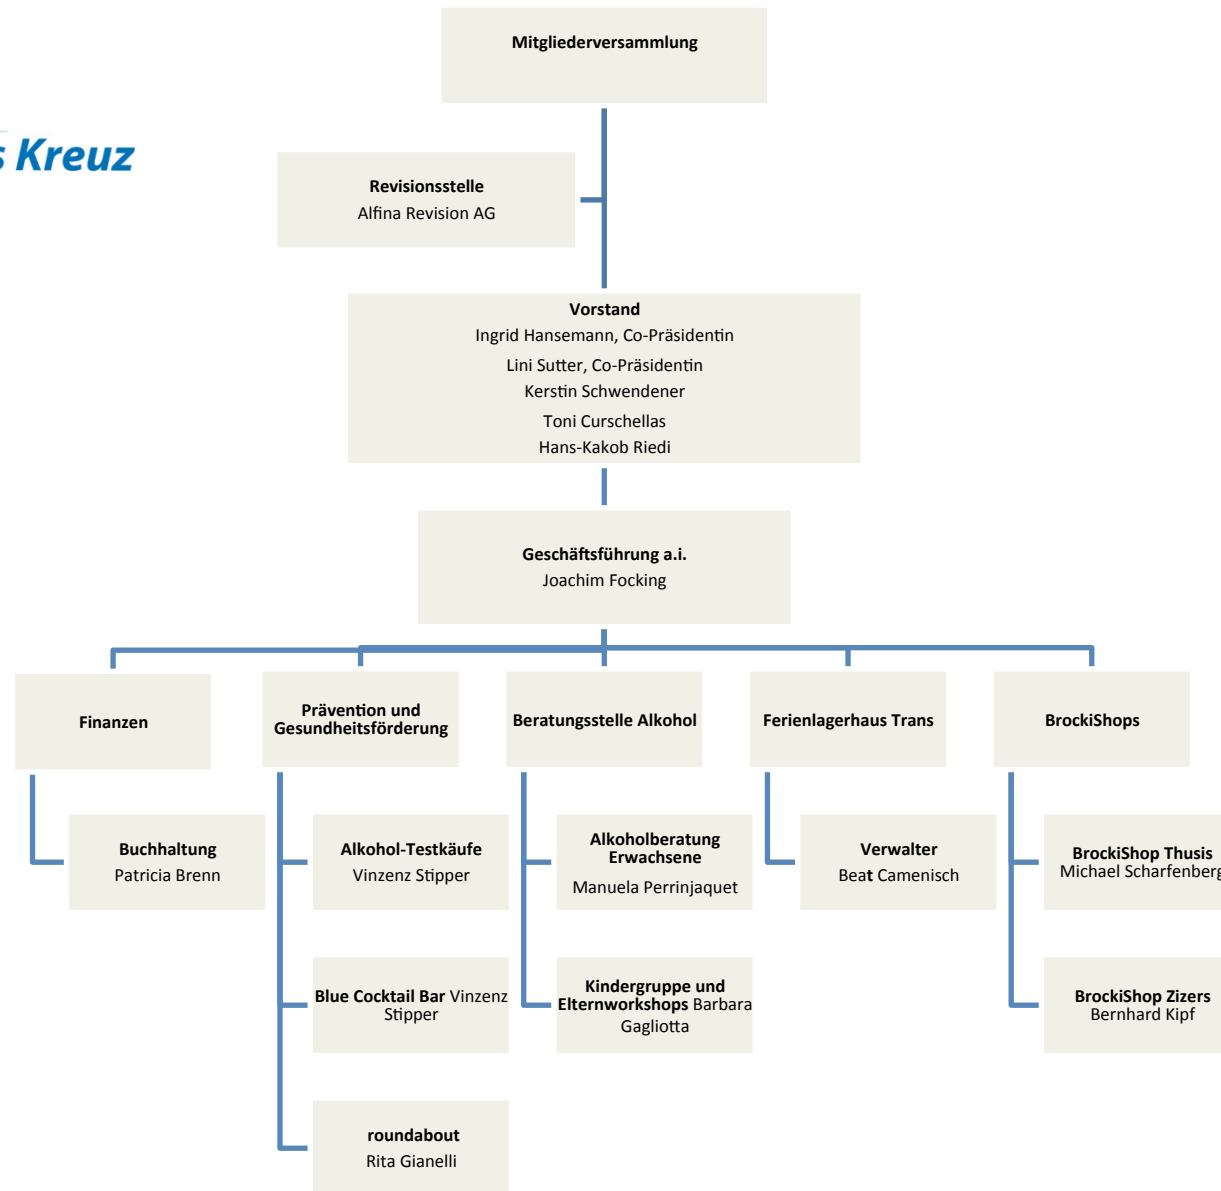 Mitgliederversammlung
s Kreuz
Revisionsstelle
Alfina Revision AG
Vorstand
Ingrid Hansemann, Co-Präsidentin
Lini Sutter, Co-Präsidentin
Kerstin Schwendener
Toni Curschellas
Hans-Kakob Riedi
Geschäftsführung a.i.
Joachim Focking
Finanzen
Buchhaltung
Patricia Brenn
Prävention und
Gesundheitsförderung
Alkohol-Testkäufe
Vinzenz Stipper
Blue Cocktail Bar Vinzenz
Stipper
roundabout
Rita Gianelli
Beratungsstelle Alkohol
Alkoholberatung
Erwachsene
Manuela Perrinjaquet
Kindergruppe und
Elternworkshops Barbara
Gagliotta
Ferienlagerhaus Trans
Verwalter
Beat Camenisch
BrockiShops
BrockiShop Thusis
Michael Scharfenberg
BrockiShop Zizers
Bernhard Kipf